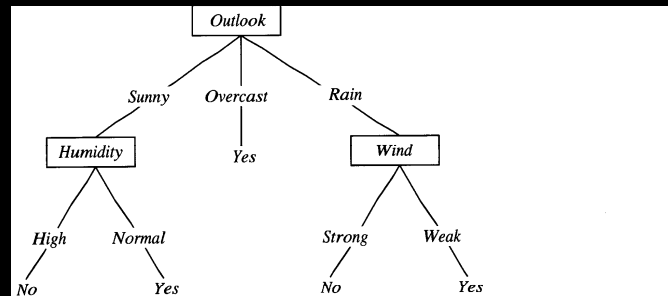 Outlook
Sunny Overcast Rain
Humidity Yes Wind
High Normal Strong Weak
No Yes No Yes